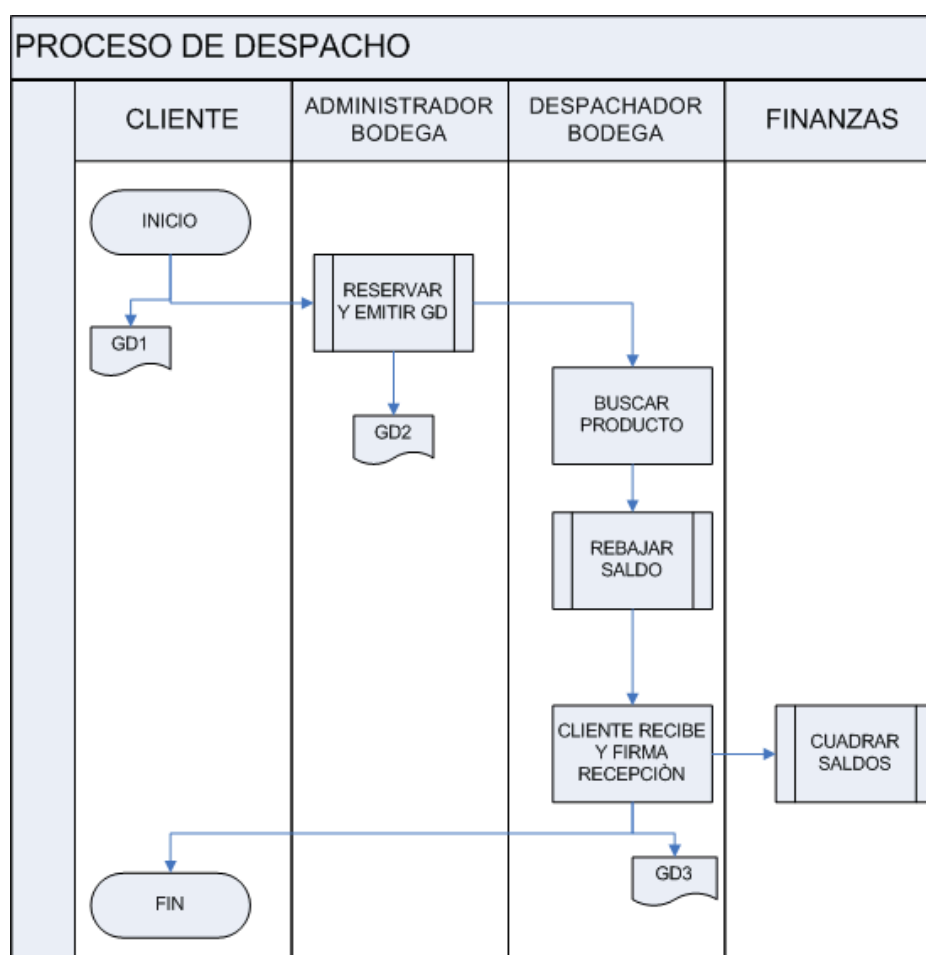 PROCESO DE DESPACHO
CLIENTE
ADMINISTRADOR
BODEGA
DESPACHADOR
BODEGA
FINANZAS
INICIO
GD1
RESERVAR
Y EMITIR GD
GD2
BUSCAR
PRODUCTO
REBAJAR
SALDO
CLIENTE RECIBE
Y FIRMA
RECEPCIÒN
CUADRAR
SALDOS
GD3
FIN